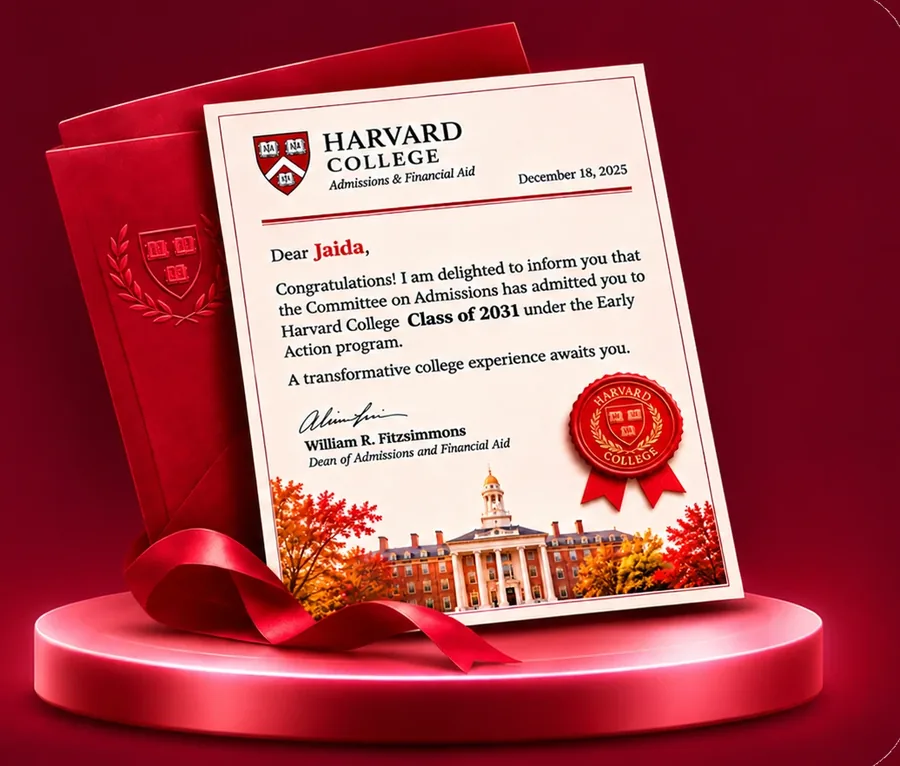 HARVARD
COLLEGE
Admissions & Financial Aid
December 18, 2025
Dear Jaida,
Congratulations! I am delighted to inform you that
the Committee on Admissions has admitted you to
Harvard College Class of 2031 under the Early
Action program.
A transformative college experience awaits you.
William R. Fitzsimmons
Dean of Admissions and Financial Aid
HARVARD
COLLEGE